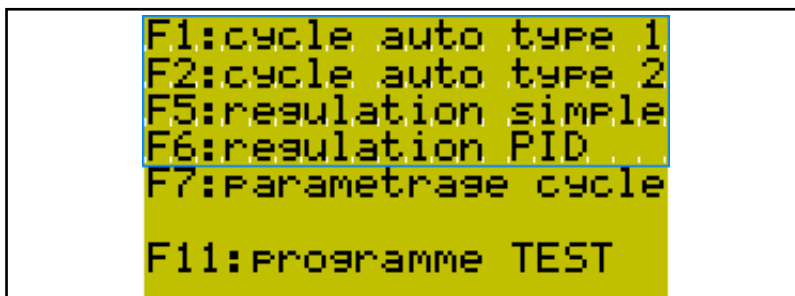 F1:cycle auto type 1
F2:cycle auto type 2
F5:regulation simple
F6:regulation PID
F7:parametrage cycle
F11:programme TEST